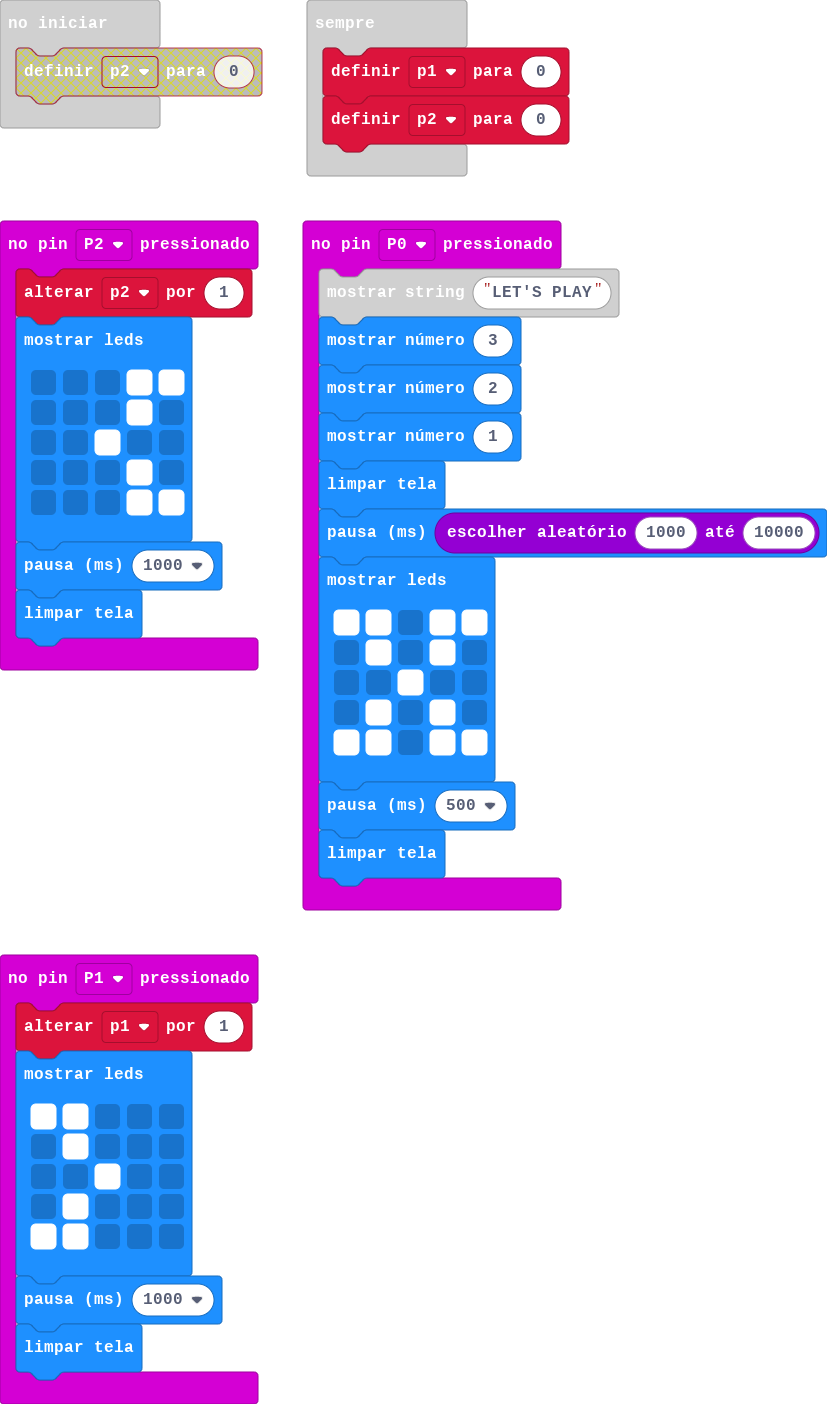 no iniciar
definir p2 para 0
sempre
definir p1 para 0
definir p2 para 0
no pin P2 pressionado
alterar p2 por 1
mostrar leds
pausa (ms) 1000
limpar tela
no pin P0 pressionado
mostrar string "LET'S PLAY"
mostrar número 3
mostrar número 2
mostrar número 1
limpar tela
pausa (ms) escolher aleatório 1000 até 10000
mostrar leds
pausa (ms) 500
limpar tela
no pin P1 pressionado
alterar p1 por 1
mostrar leds
pausa (ms) 1000
limpar tela